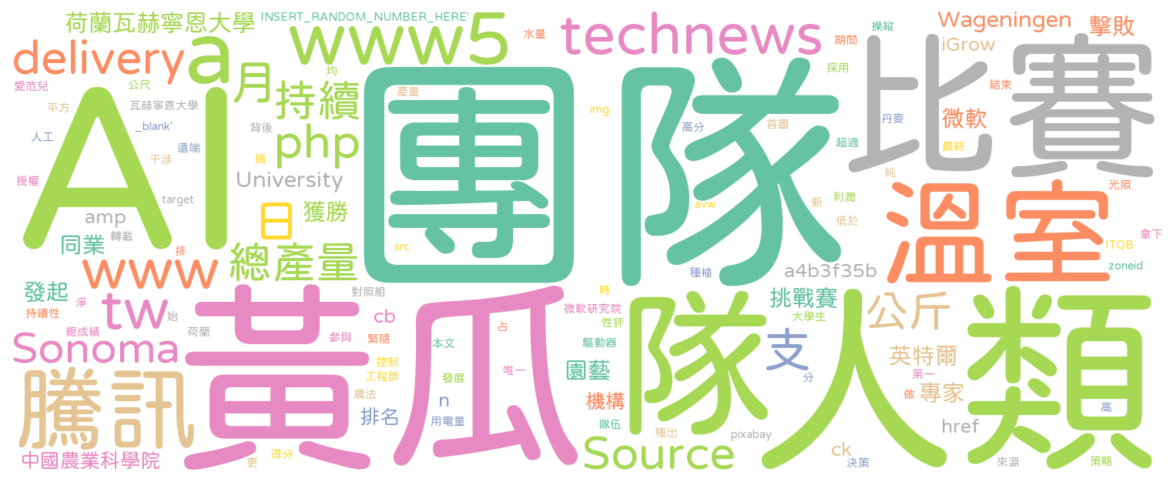 荷蘭瓦赫寧恩大學
INSERT_RANDOM_NUMBER_HERE'
www5
水量
technews
期間
操縱
Wageningen
擊敗
iGrow
delivery
a
月
均
公尺
愛范兒
平方
瓦赫寧恩大學
持續
產量
img
高分
首圖
採用
超過
丹麥
比賽
微軟
結束
最終
人工
_blank'
遠端
背後
干涉
php
摘
授權
target
University
AI
團隊
純
光照
利潤
新
avw
低於
溫室
amp
轉載
日
獲勝
同業
排
src
總產量
www
種植
a4b3f35b
拿下
ITQB
zoneid
發起
持續性
淨
tw
始
對照組
時
微軟研究院
挑戰賽
大學生
公斤
總成績
荷蘭
參與
cb
緊隨
占
本文
性評
驅動器
支
英特爾
Sonoma
黃瓜
控制
工程師
唯一
園藝
隊人類
分
第一
騰訊
農法
發展
n
排名
用電量
機構
隊伍
做
專家
高
中國農業科學院
更
得分
種出
pixabay
Source
ck
決策
href
來源
策略